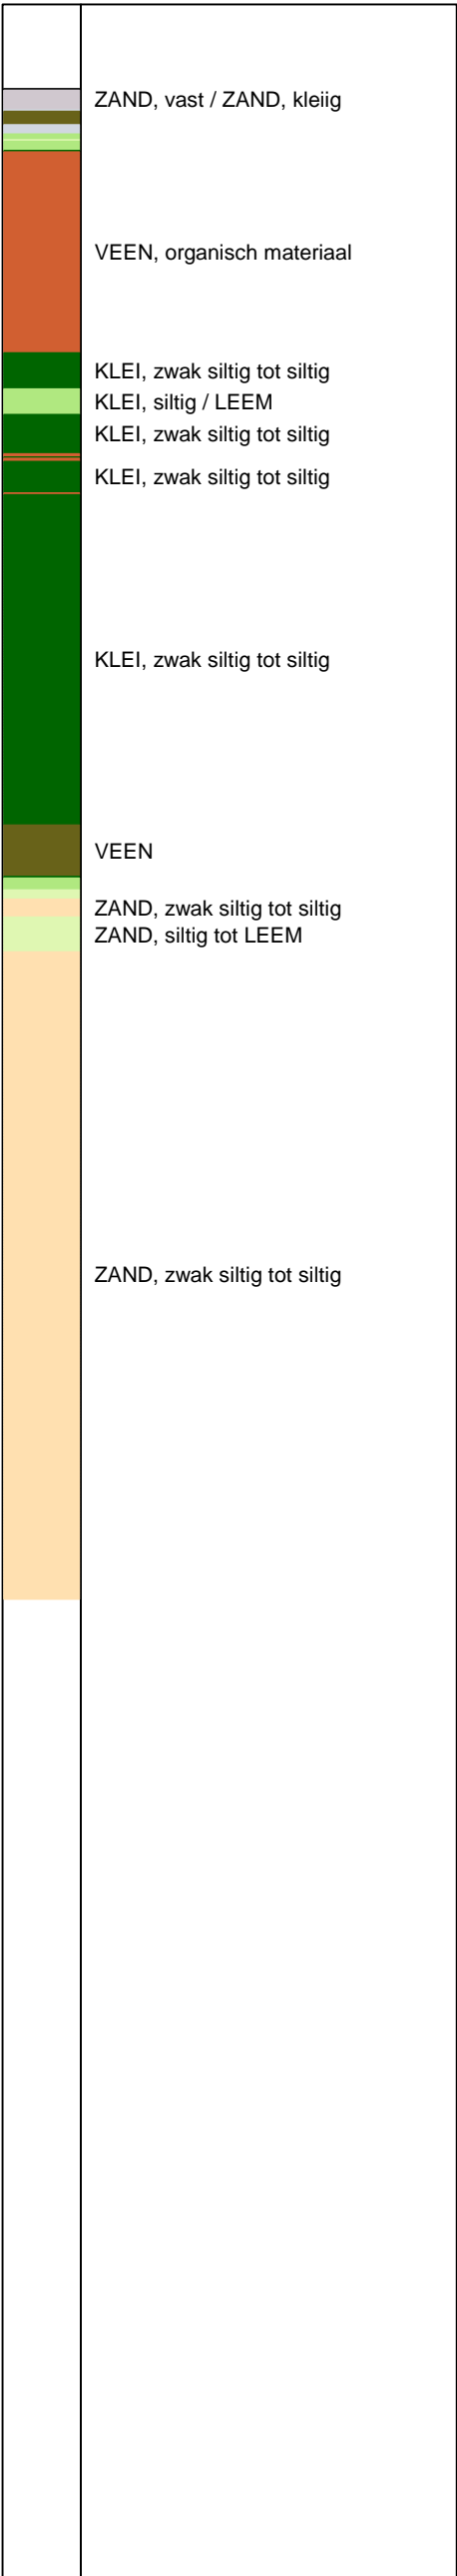 ZAND, vast / ZAND, kleiig
VEEN, organisch materiaal
KLEI, zwak siltig tot siltig
KLEI, siltig / LEEM
KLEI, zwak siltig tot siltig
KLEI, zwak siltig tot siltig
KLEI, zwak siltig tot siltig
VEEN
ZAND, zwak siltig tot siltig
ZAND, siltig tot LEEM
ZAND, zwak siltig tot siltig